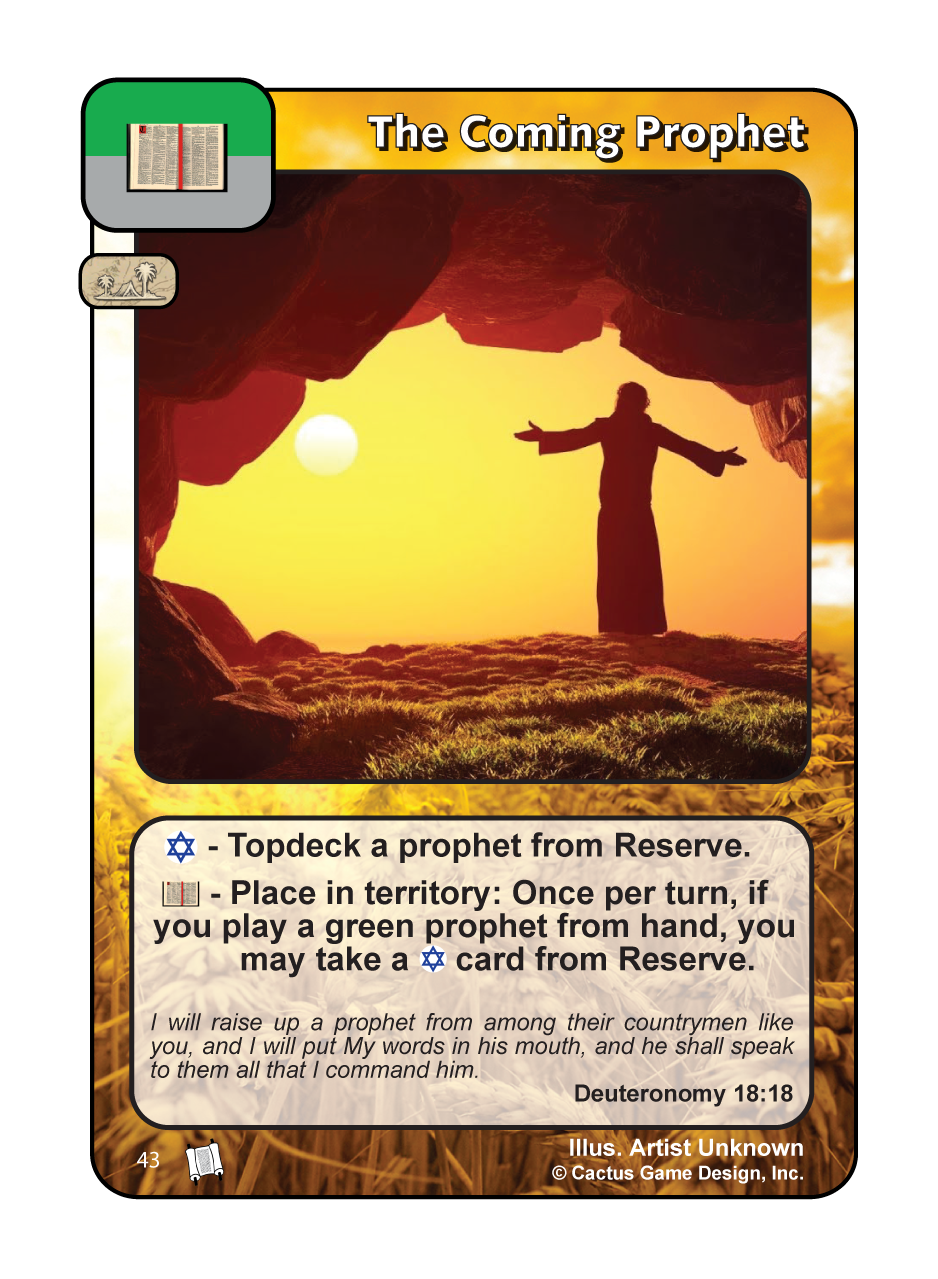 The Coming Prophet
- Topdeck a prophet from Reserve.
- Place in territory: Once per turn, if
you play a green prophet from hand, you
may take a ✡ card from Reserve.
I will raise up a prophet from among their countrymen like
you, and I will put My words in his mouth, and he shall speak
to them all that I command him.
Deuteronomy 18:18
43
Illus. Artist Unknown
© Cactus Game Design, Inc.